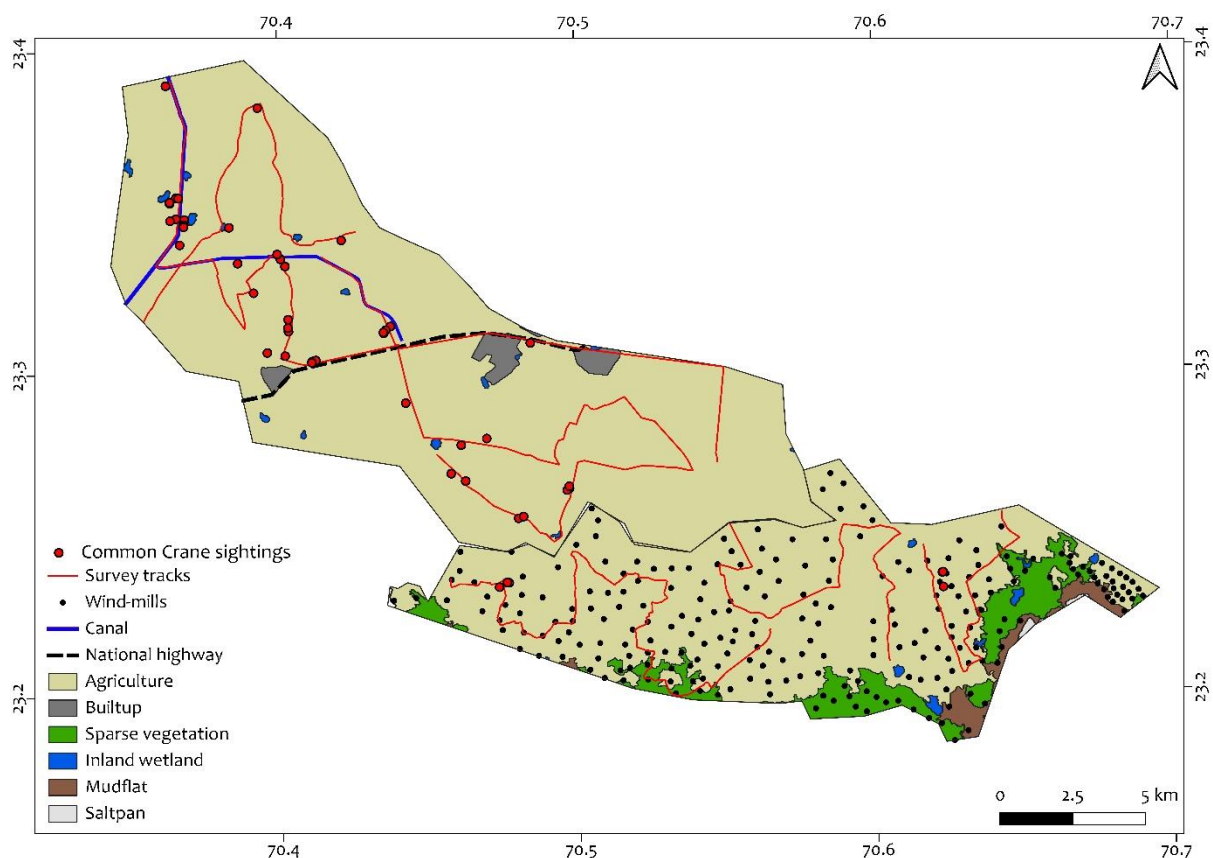 70.4 70.5 70.6 70.7
23.4 23.4
23.3 23.3
Common Crane sightings
Survey tracks
Wind-mills
Canal
National highway
Agriculture
Builtup
Sparse vegetation
Inland wetland
Mudflat
Saltpan
23.2 23.2
0 2.5 5 km
70.4 70.5 70.6 70.7